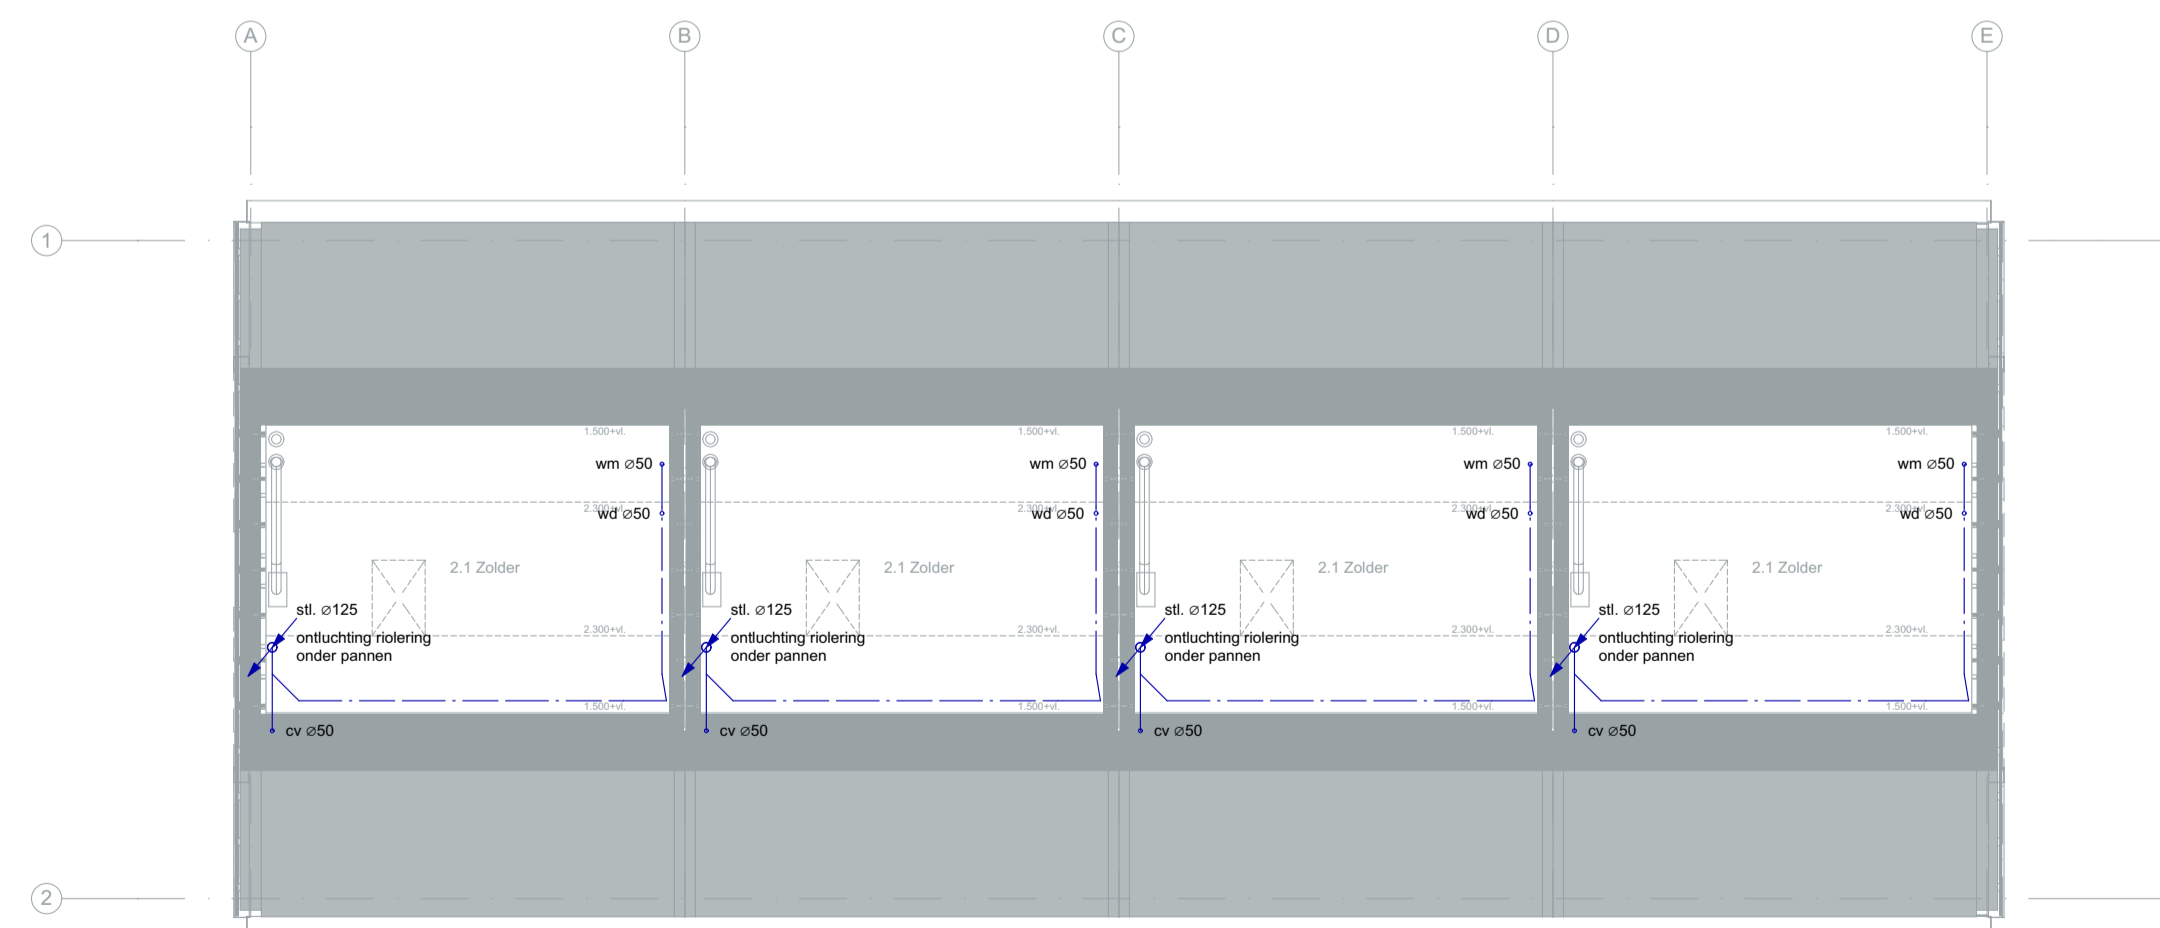 A B C D E
1
1.500+vl. 1.500+vl. 1.500+vl. 1.500+vl.
wm ⌀50 wm ⌀50 wm ⌀50 wm ⌀50
2.300+vl. 2.300+vl. 2.300+vl. 2.300+vl.
wd ⌀50 wd ⌀50 wd ⌀50 wd ⌀50
2.1 Zolder 2.1 Zolder 2.1 Zolder 2.1 Zolder
stl. ⌀125 stl. ⌀125 stl. ⌀125 stl. ⌀125
2.300+vl. 2.300+vl. 2.300+vl. 2.300+vl.
ontluchting riolering ontluchting riolering ontluchting riolering ontluchting riolering
onder pannen onder pannen onder pannen onder pannen
1.500+vl. 1.500+vl. 1.500+vl. 1.500+vl.
cv ⌀50 cv ⌀50 cv ⌀50 cv ⌀50
2